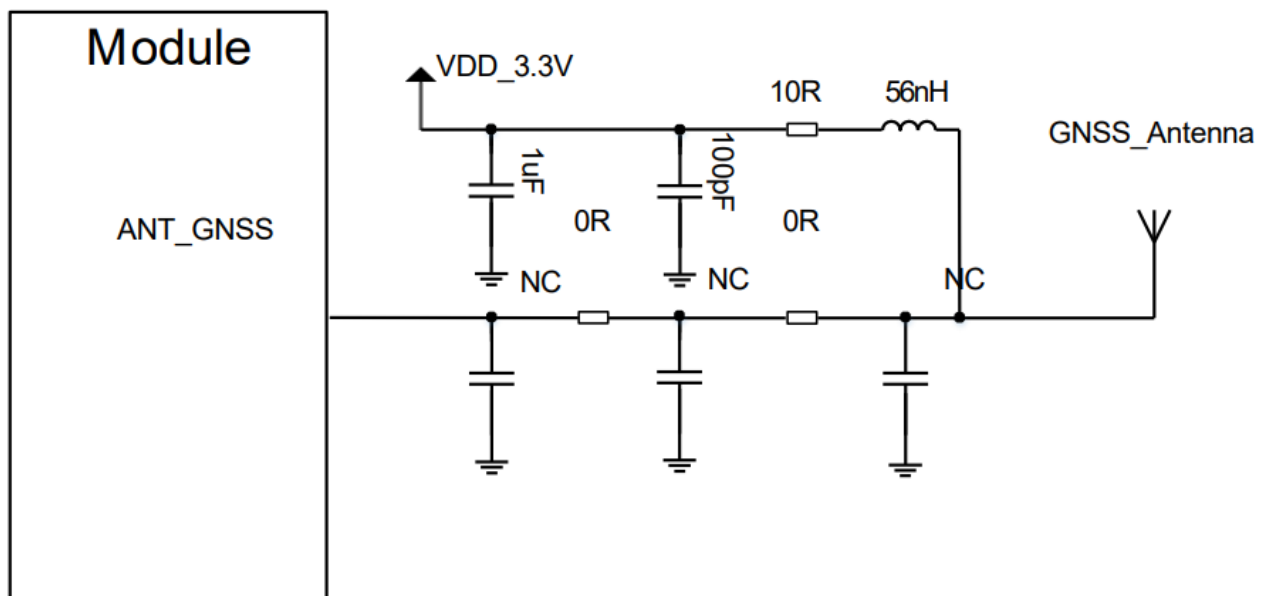 Module
VDD_3.3V
10R
56nH
GNSS_Antenna
1uF
100pF
ANT_GNSS
0R
0R
NC
NC
NC